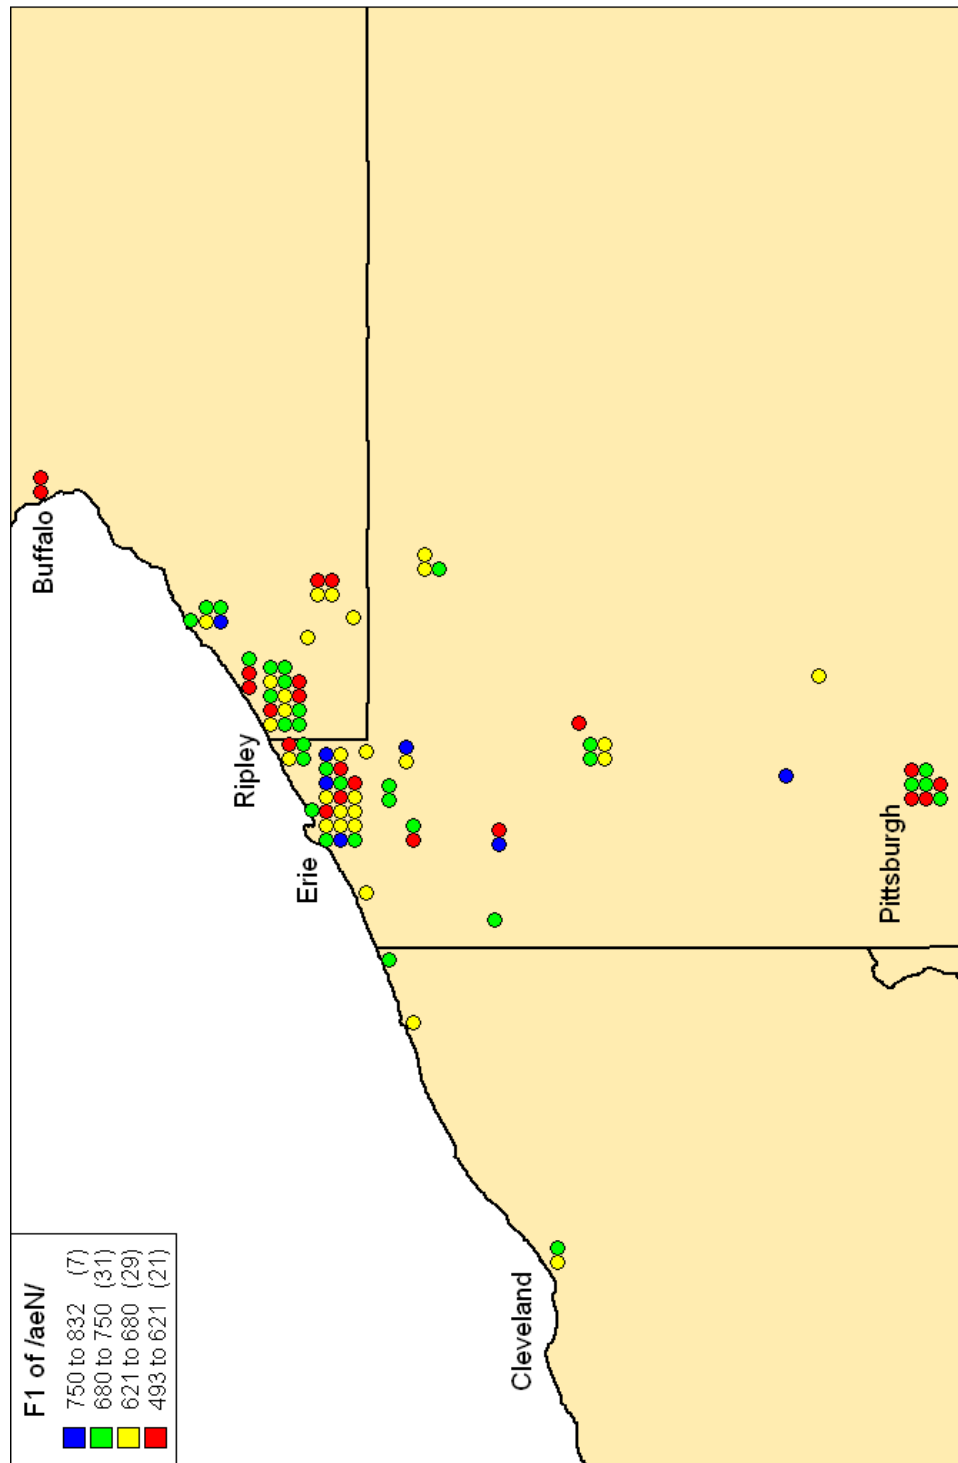 F1 of /aeN/
750 to 832 (7)
680 to 750 (31)
621 to 680 (29)
493 to 621 (21)
Buffalo
Ripley
Erie
Cleveland
Pittsburgh